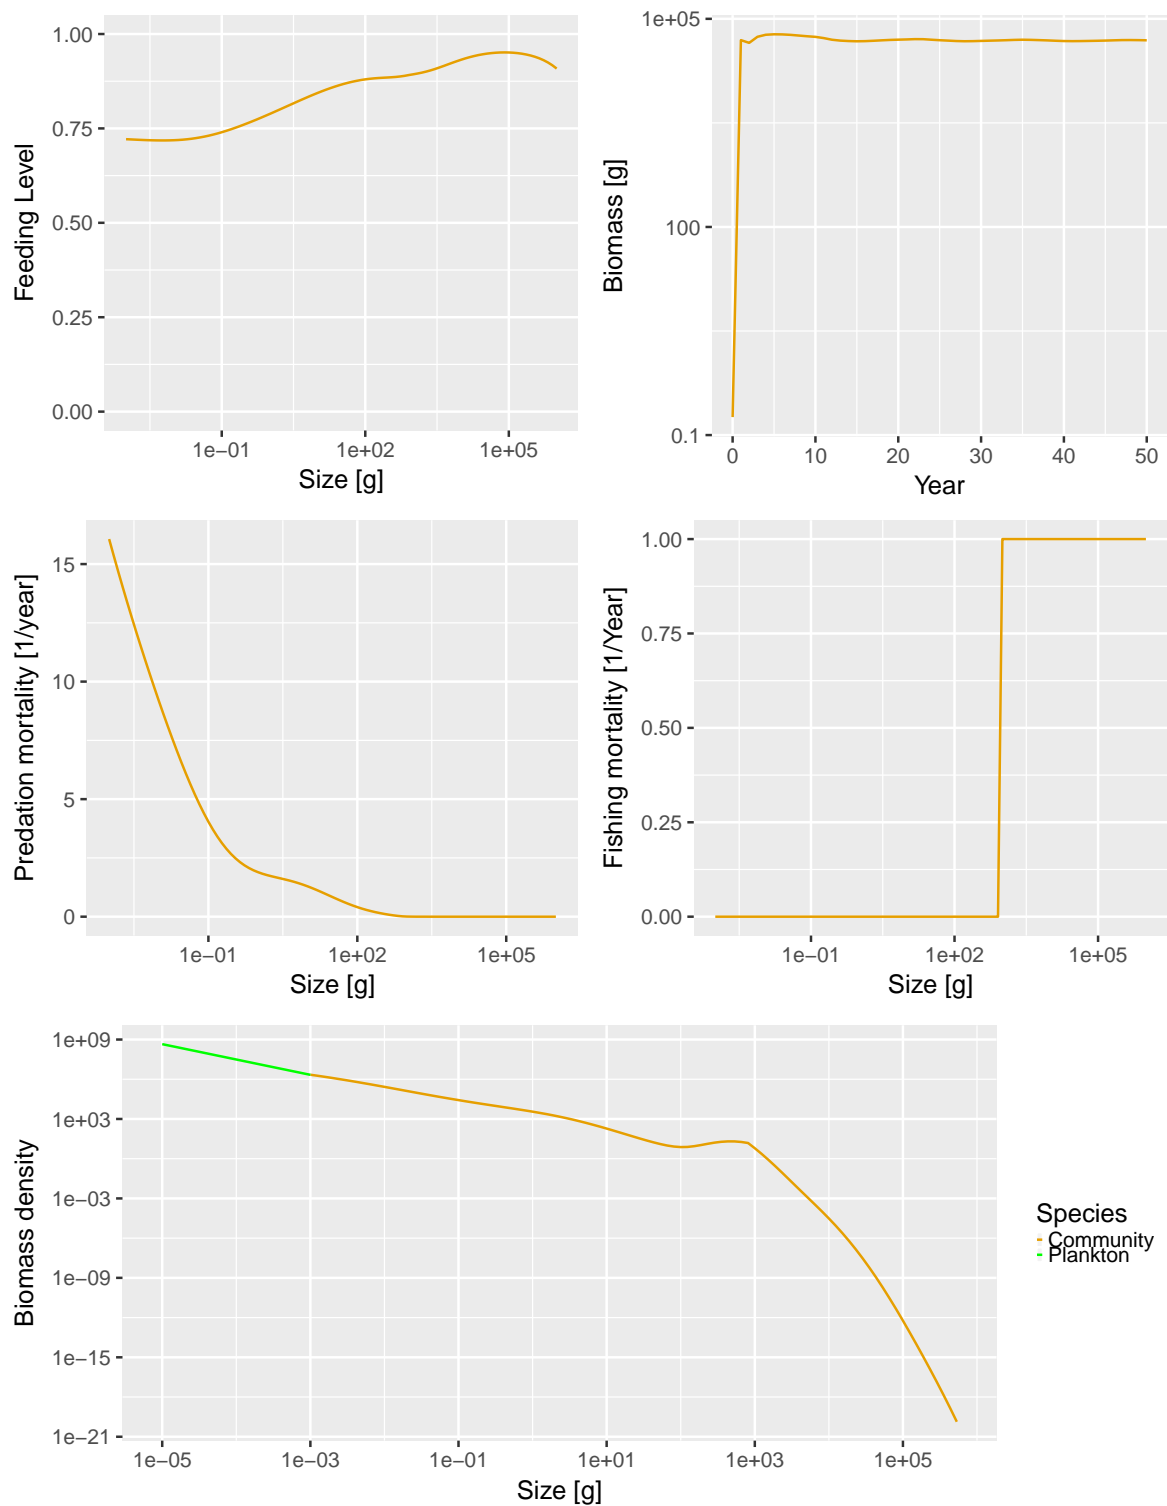 1.00
0.75
0.50
0.25
0.00
Feeding Level
1e−01
1e+02
1e+05
Size [g]
1e+05
100
0.1
Biomass [g]
0
10
20
30
40
50
Year
15
10
5
0
Predation mortality [1/year]
1e−01
1e+02
1e+05
Size [g]
1.00
0.75
0.50
0.25
0.00
Fishing mortality [1/Year]
1e−01
1e+02
1e+05
Size [g]
1e+09
1e+03
1e−03
1e−09
1e−15
1e−21
Biomass density
1e−05
1e−03
1e−01
1e+01
1e+03
1e+05
Size [g]
Species
Community
Plankton